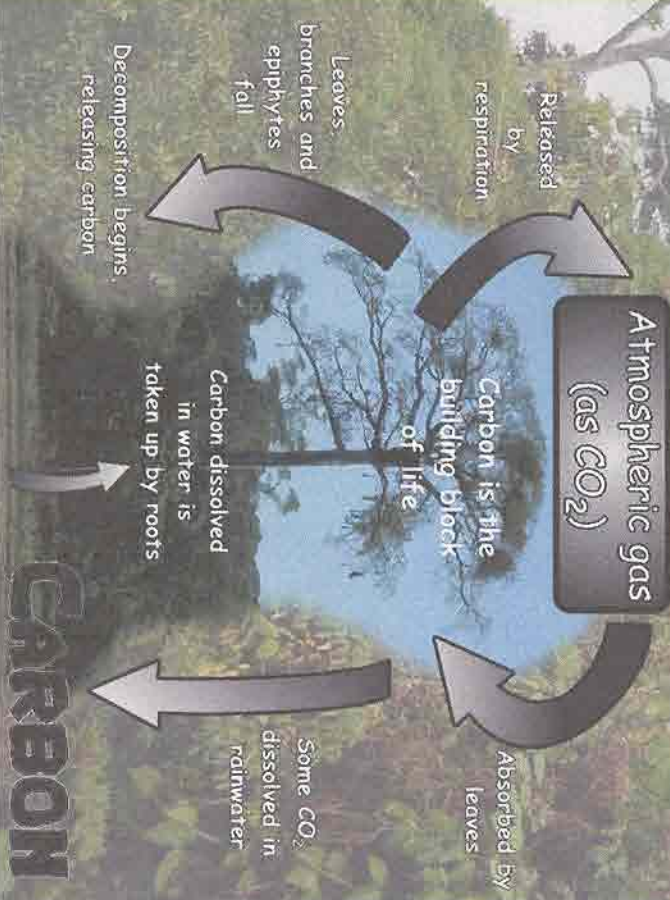 Atmospheric gas
(as CO₂)
Released
by
respiration
Carbon is the
building block
of life
Absorbed by
leaves
Leaves,
branches and
epiphytes
fall
Some CO₂
dissolved in
rainwater
Carbon dissolved
in water is
taken up by roots
Decomposition begins,
releasing carbon
CARBON